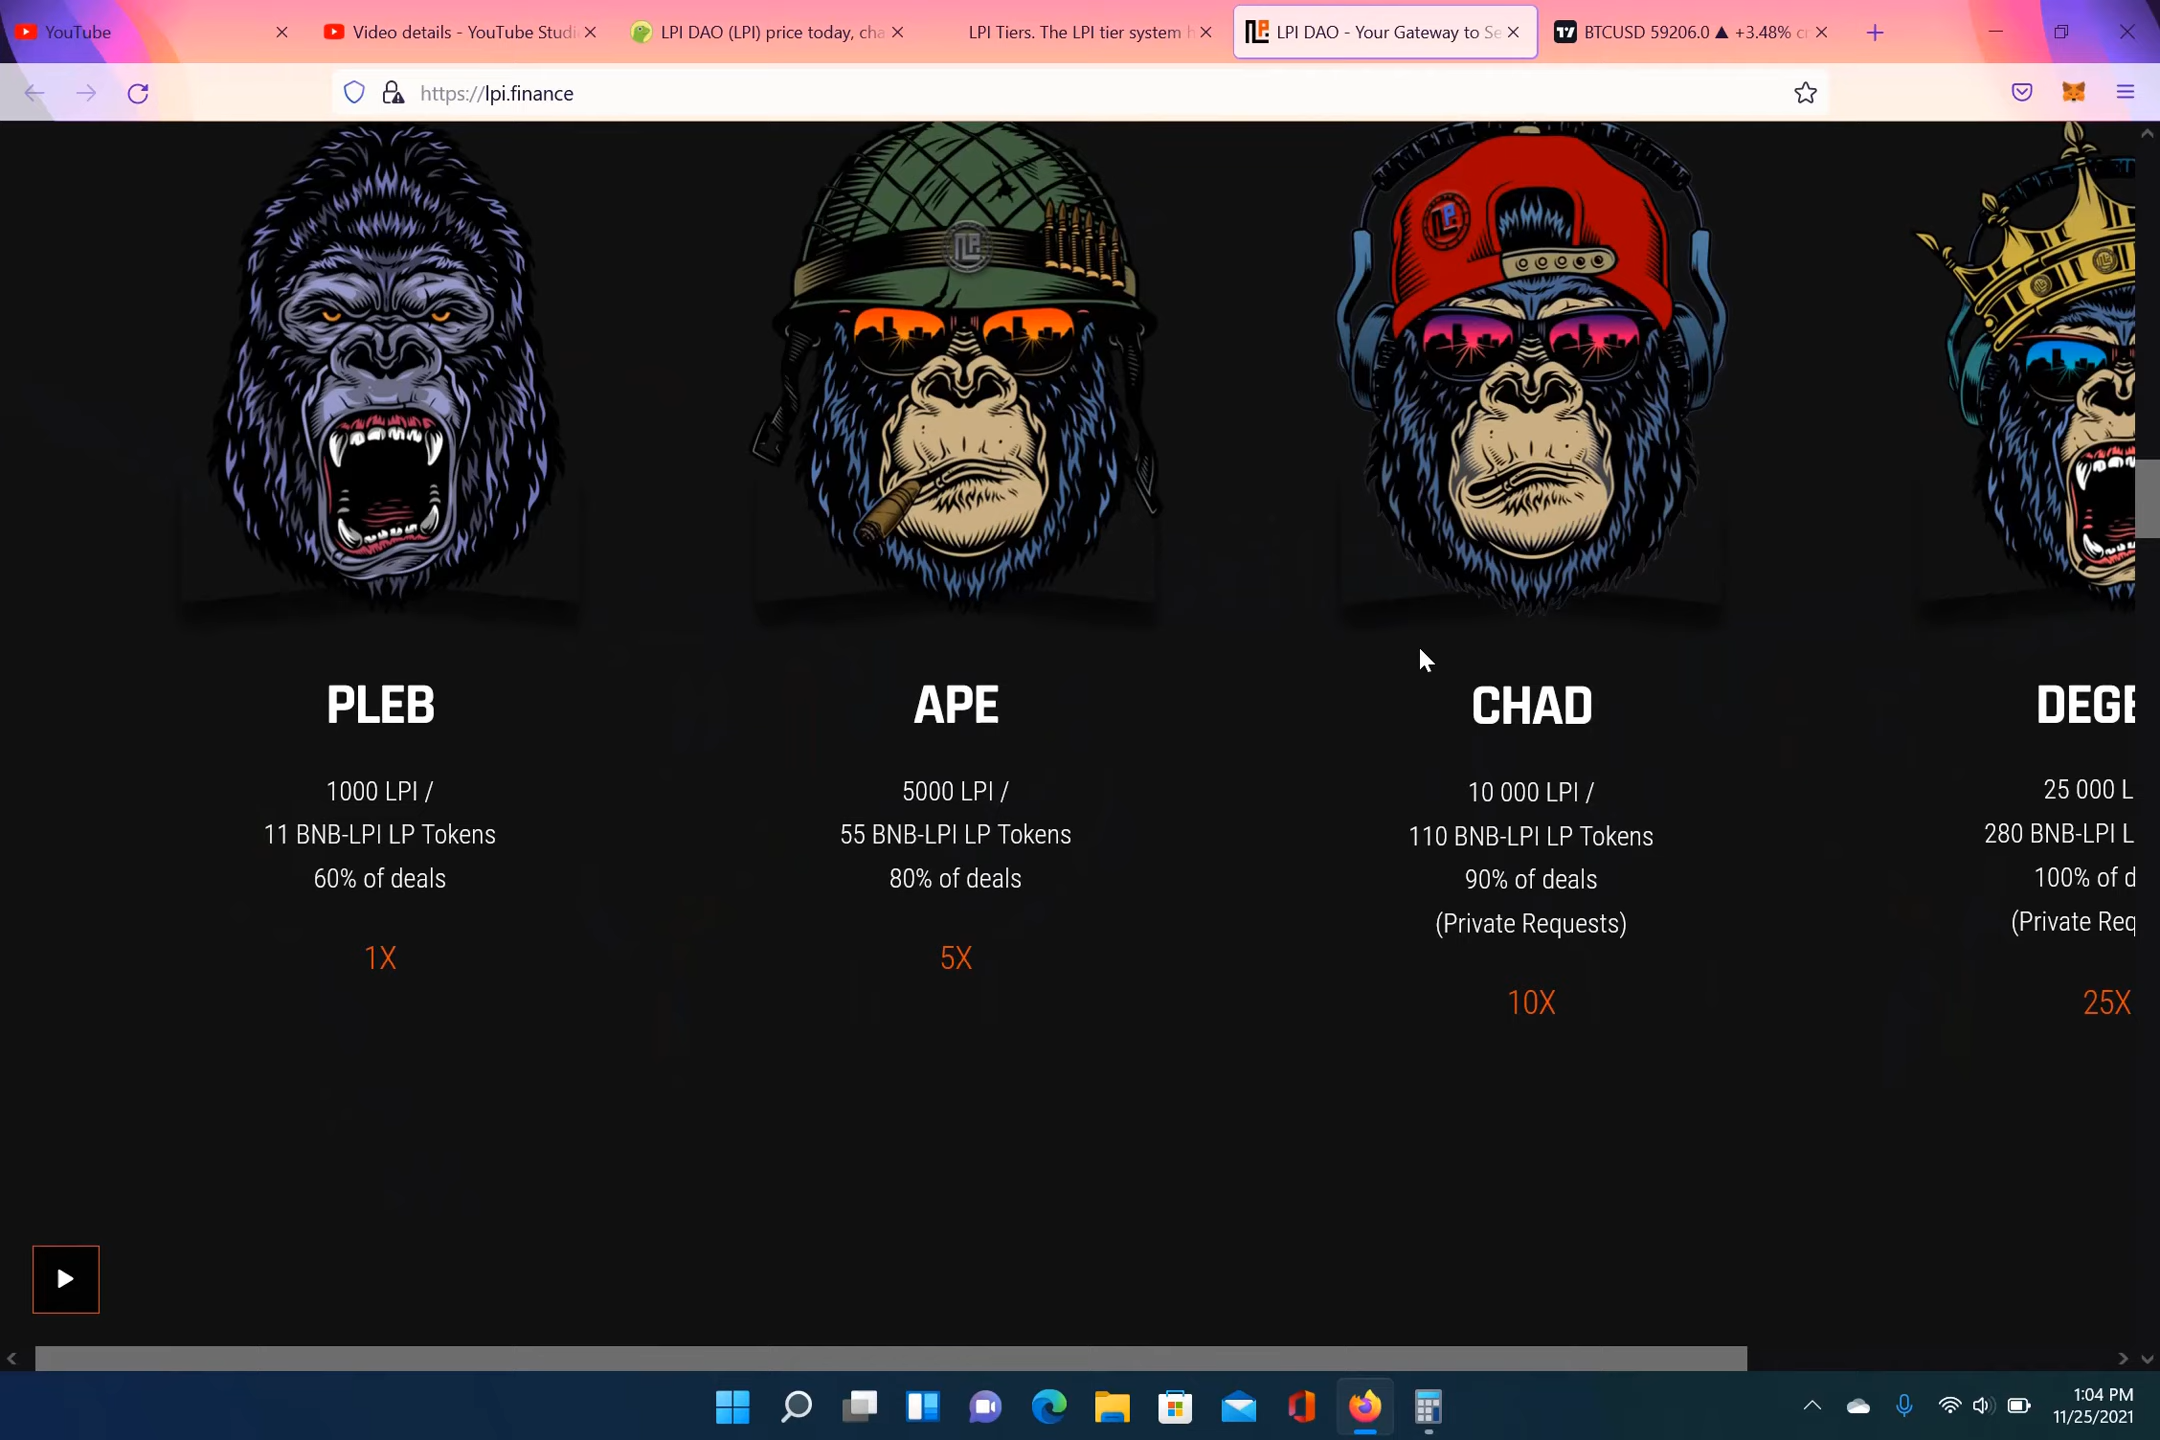 YouTube
Video details - YouTube Studi
LPI DAO (LPI) price today, cha
LPI Tiers. The LPI tier system h
LPI DAO - Your Gateway to Se
BTCUSD 59206.0 ▲ +3.48%
https://lpi.finance
PLEB
1000 LPI /
11 BNB-LPI LP Tokens
60% of deals
1X
APE
5000 LPI /
55 BNB-LPI LP Tokens
80% of deals
5X
CHAD
10 000 LPI /
110 BNB-LPI LP Tokens
90% of deals
(Private Requests)
10X
DEGE
25 000 L
280 BNB-LPI L
100% of d
(Private Req
25X
1:04 PM
11/25/2021